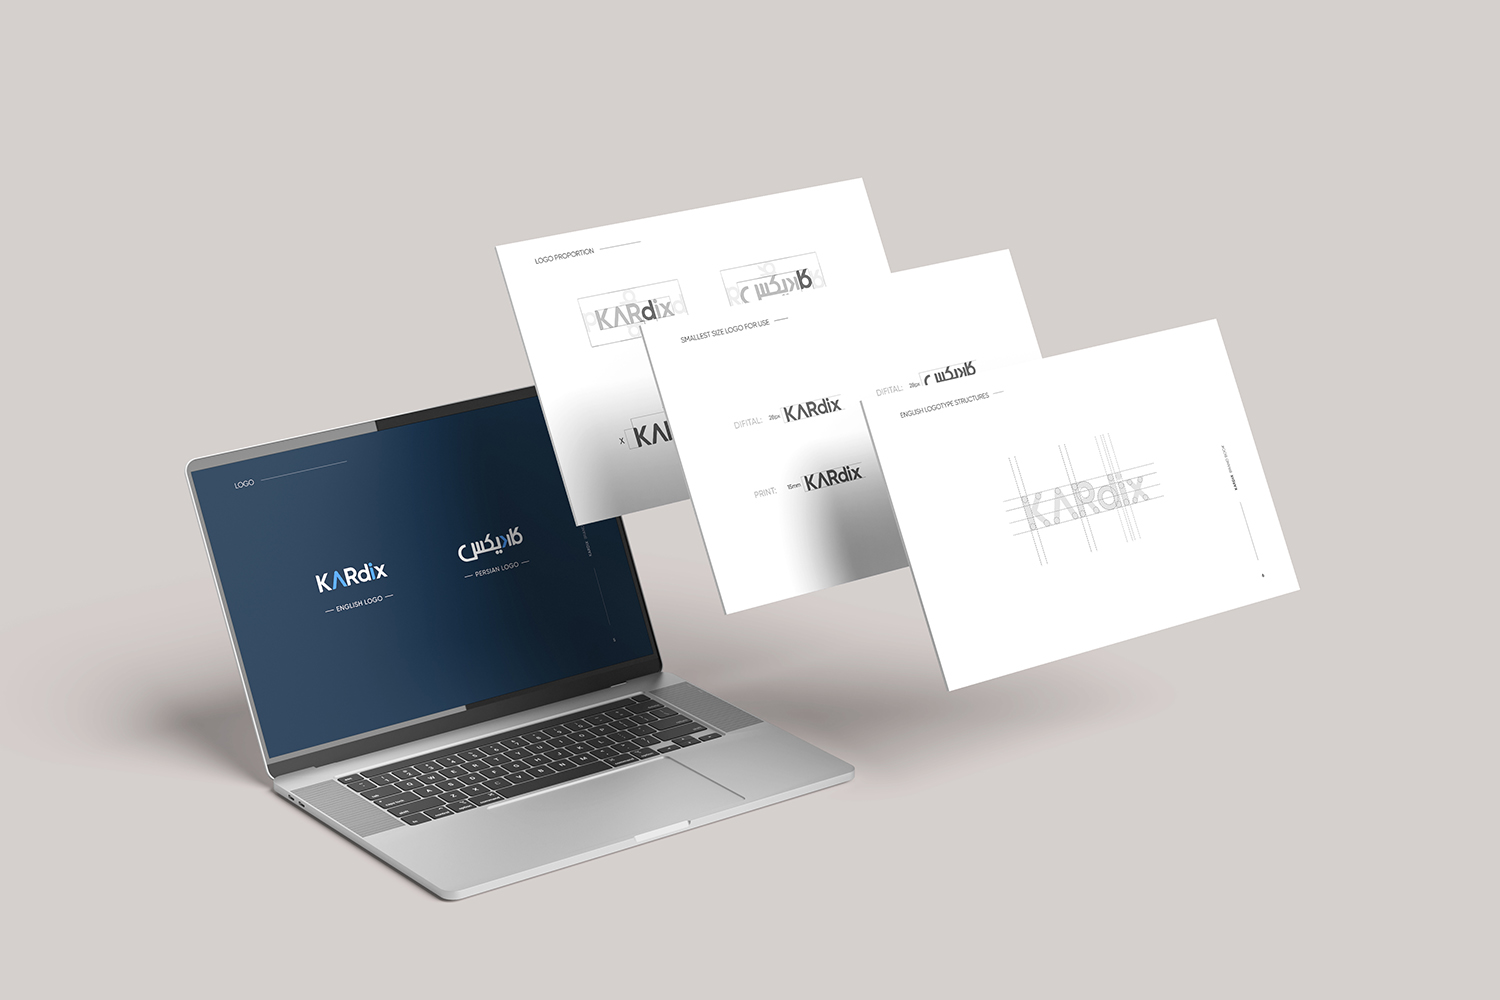 LOGO
KARdix
ENGLISH LOGO
کاردیکس
PERSIAN LOGO
LOGO PROPORTION
KARdix
کاردیکس
X
SMALLEST SIZE LOGO FOR USE
DIFITAL: 28px KARdix
DIFITAL: 28px کاردیکس
PRINT: 15mm KARdix
ENGLISH LOGOTYPE STRUCTURES
KARdix
KARDIX